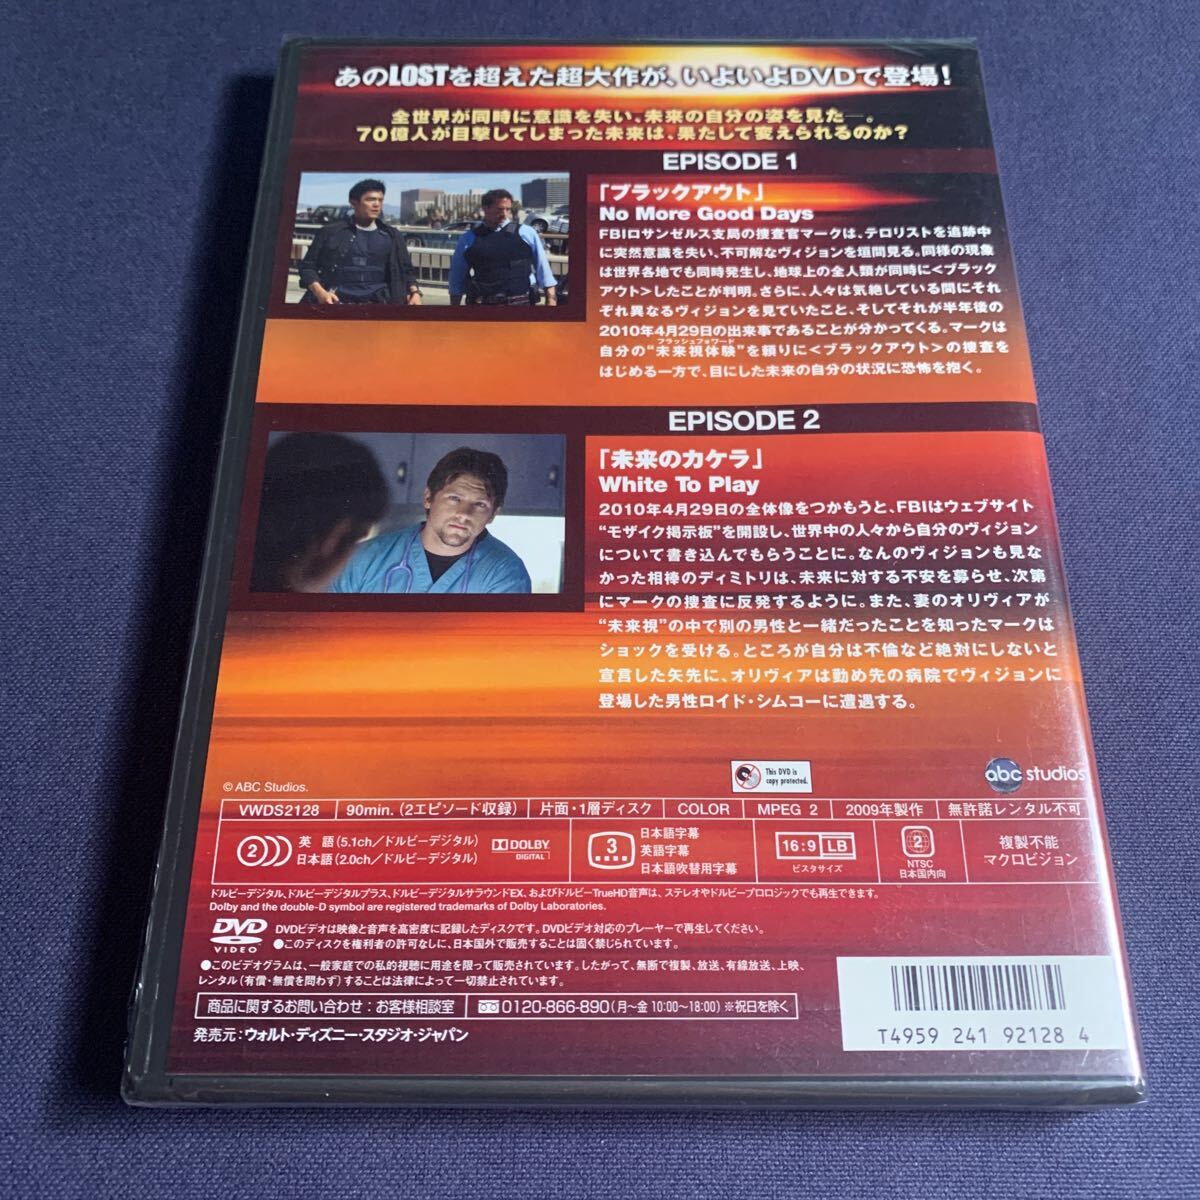 あのLOSTを超えた超大作が、いよいよDVDで登場！
全世界が同時に意識を失い、未来の自分の姿を見た―。
70億人が目撃してしまった未来は、果たして変えられるのか？
EPISODE 1
「ブラックアウト」
No More Good Days
FBIロサンゼルス支局の捜査官マークは、テロリストを追跡中
に突然意識を失い、不可解なヴィジョンを垣間見る。同様の現象
は世界各地でも同時発生し、地球上の全人類が同時に<ブラック
アウト>したことが判明。さらに、人々は気絶している間にそれ
ぞれ異なるヴィジョンを見ていたこと、そしてそれが半年後の
2010年4月29日の出来事であることが分かってくる。マークは
フラッシュフォワード
自分の“未来視体験”を頼りに<ブラックアウト>の捜査を
はじめる一方で、目にした未来の自分の状況に恐怖を抱く。
EPISODE 2
「未来のカケラ」
White To Play
2010年4月29日の全体像をつかもうと、FBIはウェブサイト
“モザイク掲示板”を開設し、世界中の人々から自分のヴィジョン
について書き込んでもらうことに。なんのヴィジョンも見な
かった相棒のディミトリは、未来に対する不安を募らせ、次第
にマークの捜査に反発するように。また、妻のオリヴィアが
“未来視”の中で別の男性と一緒だったことを知ったマークは
ショックを受ける。ところが自分は不倫など絶対にしないと
宣言した矢先に、オリヴィアは勤め先の病院でヴィジョンに
登場した男性ロイド・シムコーに遭遇する。
This DVD is
copy protected.
abc studios
© ABC Studios.
VWDS2128
90min.（2エピソード収録）
片面・1層ディスク
COLOR
MPEG 2
2009年製作
無許諾レンタル不可
2
英 語（5.1ch／ドルビーデジタル）
日本語（2.0ch／ドルビーデジタル）
DOLBY
DIGITAL
3
日本語字幕
英語字幕
日本語吹替用字幕
16:9 LB
ビスタサイズ
2
NTSC
日本国内向
複製不能
マクロビジョン
ドルビーデジタル、ドルビーデジタルプラス、ドルビーデジタルサラウンドEX、およびドルビーTrueHD音声は、ステレオやドルビープロロジックでも再生できます。
Dolby and the double-D symbol are registered trademarks of Dolby Laboratories.
DVD
VIDEO
DVDビデオは映像と音声を高密度に記録したディスクです。DVDビデオ対応のプレーヤーで再生してください。
●このディスクを権利者の許可なしに、日本国外で販売することは固く禁じられています。
●このビデオグラムは、一般家庭での私的視聴に用途を限って販売されています。したがって、無断で複製、放送、有線放送、上映、
レンタル（有償・無償を問わず）することは法律によって一切禁止されています。
商品に関するお問い合わせ：お客様相談室
0120-866-890（月～金 10:00～18:00）※祝日を除く
発売元：ウォルト・ディズニー・スタジオ・ジャパン
T4959 241 92128 4